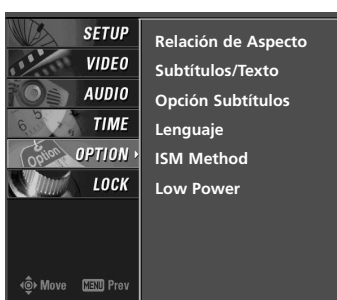 SETUP
VIDEO
AUDIO
TIME
OPTION
LOCK
Move MENU Prev
Relación de Aspecto
Subtítulos/Texto
Opción Subtítulos
Lenguaje
ISM Method
Low Power